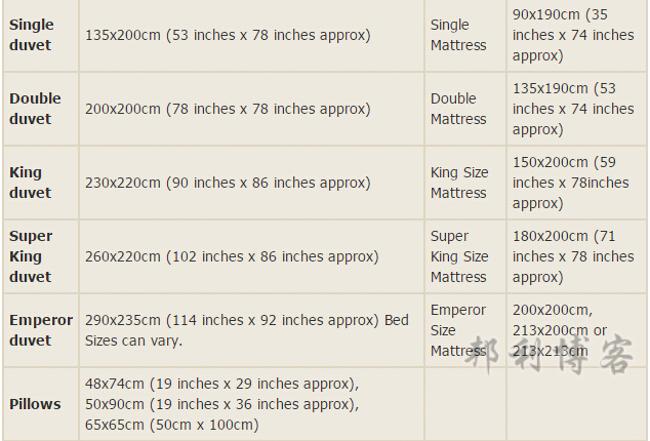 Single
duvet
135x200cm (53 inches x 78 inches approx)
Single
Mattress
90x190cm (35
inches x 74 inches
approx)
Double
duvet
200x200cm (78 inches x 78 inches approx)
Double
Mattress
135x190cm (53
inches x 74 inches
approx)
King
duvet
230x220cm (90 inches x 86 inches approx)
King Size
Mattress
150x200cm (59
inches x 78inches
approx)
Super
King
duvet
260x220cm (102 inches x 86 inches approx)
Super
King Size
Mattress
180x200cm (71
inches x 78 inches
approx)
Emperor
duvet
290x235cm (114 inches x 92 inches approx) Bed
Sizes can vary.
Emperor
Size
Mattress
200x200cm,
213x200cm or
213x213cm
邦利博客
Pillows
48x74cm (19 inches x 29 inches approx),
50x90cm (19 inches x 36 inches approx),
65x65cm (50cm x 100cm)